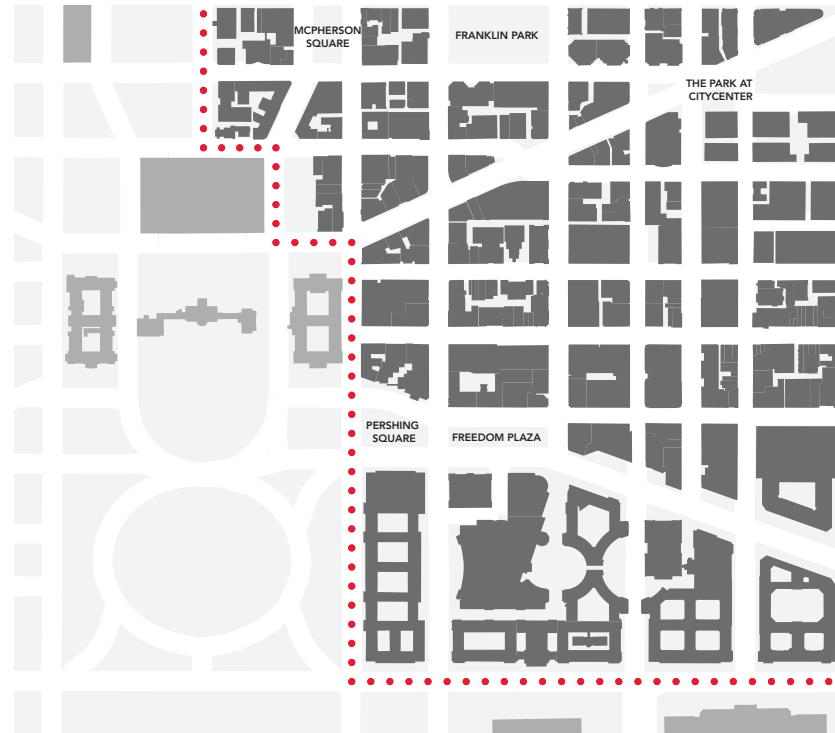 MCPHERSON
SQUARE
FRANKLIN PARK
THE PARK AT
CITYCENTER
PERSHING
SQUARE
FREEDOM PLAZA